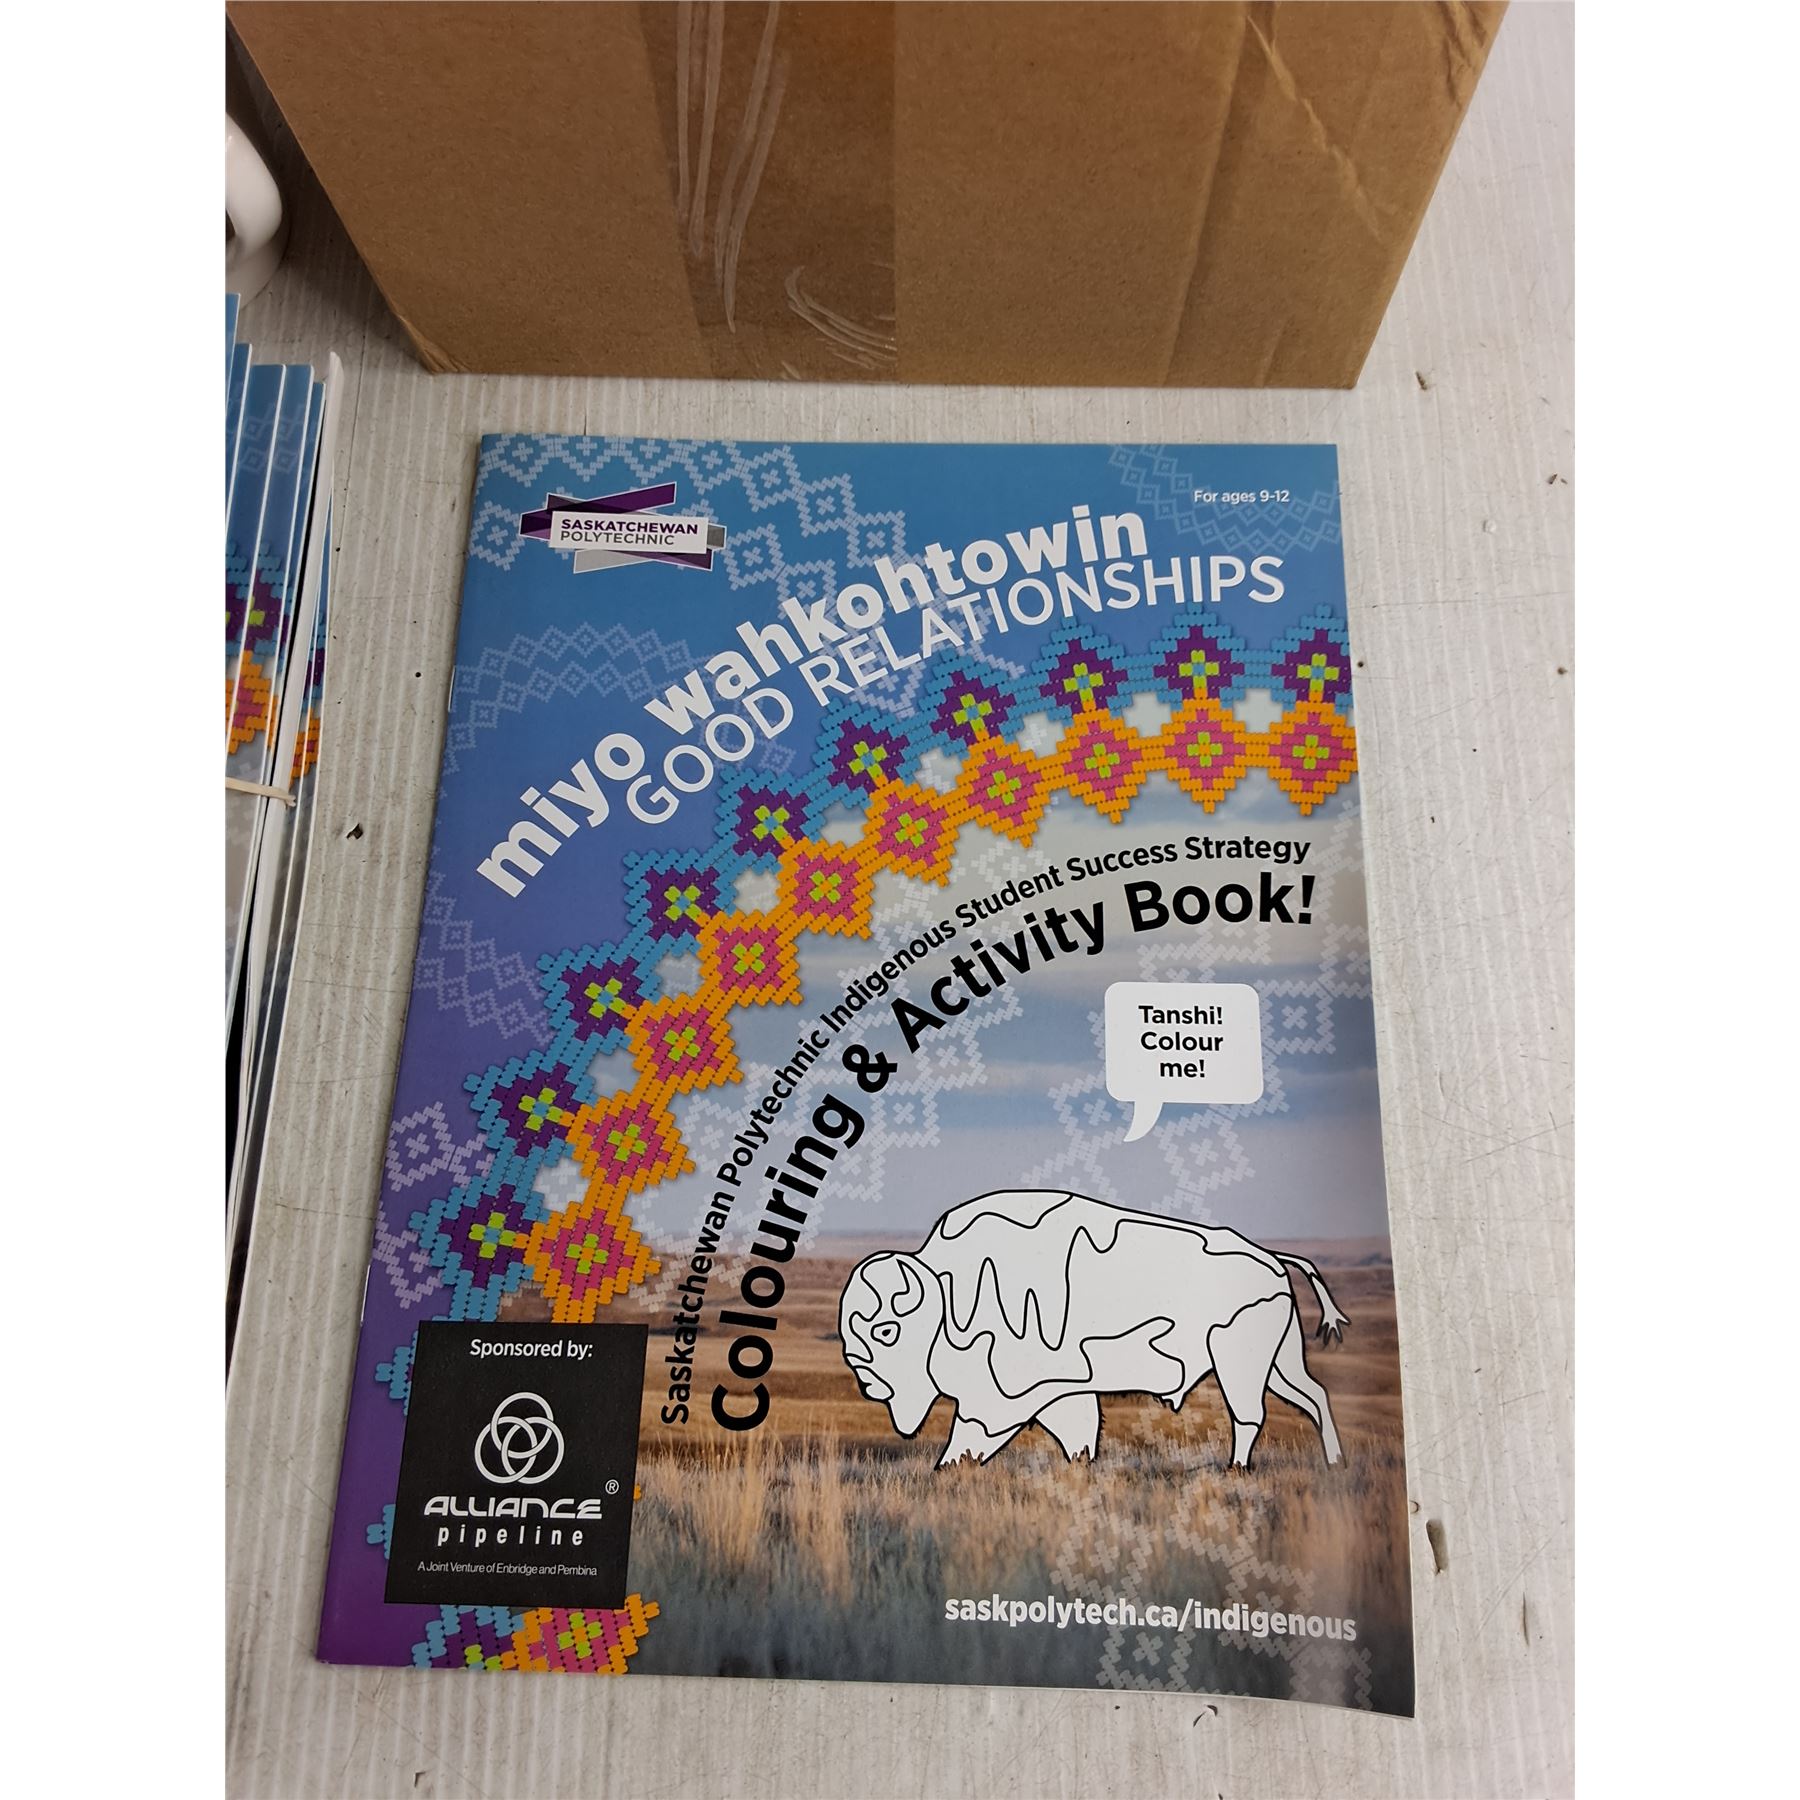 SASKATCHEWAN
POLYTECHNIC
For ages 9-12
miyo wahkohtowin
GOOD RELATIONSHIPS
Saskatchewan Polytechnic Indigenous Student Success Strategy
Colouring & Activity Book!
Tanshi!
Colour
me!
Sponsored by:
ALLIANCE ®
pipeline
A Joint Venture of Enbridge and Pembina
saskpolytech.ca/indigenous